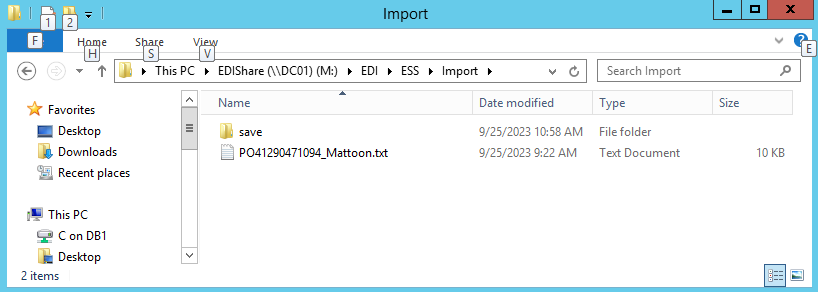 Import
1 2
F
Home Share View
H S V E
This PC EDIShare (\\DC01) (M:) EDI ESS Import
Search Import
Name Date modified Type Size
Favorites
Desktop
Downloads
Recent places
This PC
C on DB1
Desktop
save 9/25/2023 10:58 AM File folder
PO41290471094_Mattoon.txt 9/25/2023 9:22 AM Text Document 10 KB
2 items